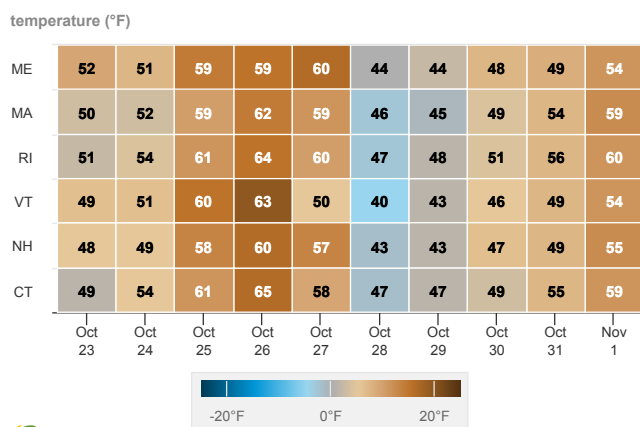 temperature (°F)
ME 52 51 59 59 60 44 44 48 49 54
MA 50 52 59 62 59 46 45 49 54 59
RI 51 54 61 64 60 47 48 51 56 60
VT 49 51 60 63 50 40 43 46 49 54
NH 48 49 58 60 57 43 43 47 49 55
CT 49 54 61 65 58 47 47 49 55 59
Oct Oct Oct Oct Oct Oct Oct Oct Oct Nov
23 24 25 26 27 28 29 30 31 1
-20°F 0°F 20°F